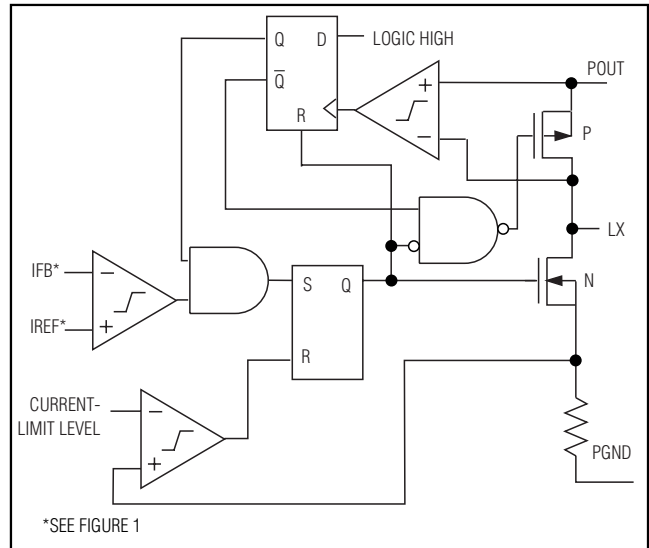 Q D LOGIC HIGH
Q
R
POUT
+
−
P
LX
IFB*
−
IREF*
+
S Q
R
N
CURRENT-
LIMIT LEVEL
−
+
PGND
*SEE FIGURE 1